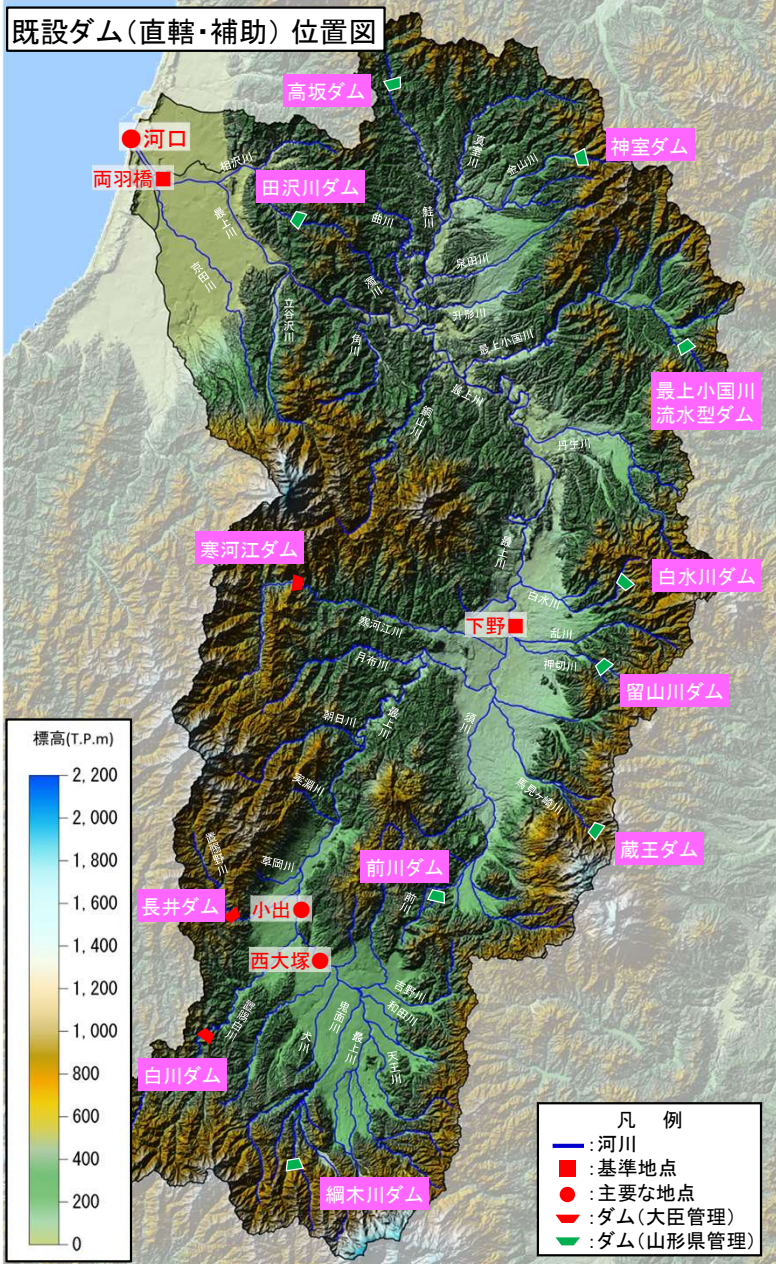 既設ダム(直轄・補助) 位置図
高坂ダム
河口
神室ダム
真室川
金山川
相沢川
両羽橋
田沢川ダム
最上川
曲川
鮭川
京田川
泉田川
立谷沢川
角川
升形川
最上小国川
最上小国川
流水型ダム
最上川
銅山川
丹生川
最上川
寒河江ダム
白水川ダム
白水川
寒河江川
下野
乱川
月布川
押切川
留山川ダム
朝日川
最上川
須川
標高(T.P.m)
2,200
2,000
1,800
1,600
1,400
1,200
1,000
800
600
400
200
0
実淵川
馬見ヶ崎川
蔵王ダム
置賜野川
草岡川
前川ダム
前川
長井ダム
小出
西大塚
吉野川
和田川
置賜白川
鬼面川
犬川
最上川
天王川
白川ダム
綱木川ダム
凡 例
:河川
:基準地点
:主要な地点
:ダム(大臣管理)
:ダム(山形県管理)